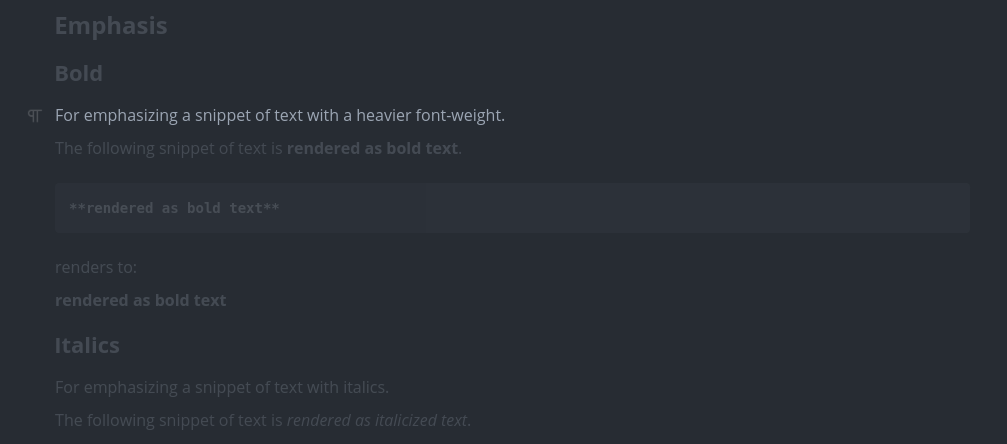 Emphasis
Bold
¶ For emphasizing a snippet of text with a heavier font-weight.
The following snippet of text is rendered as bold text.
**rendered as bold text**
renders to:
rendered as bold text
Italics
For emphasizing a snippet of text with italics.
The following snippet of text is rendered as italicized text.